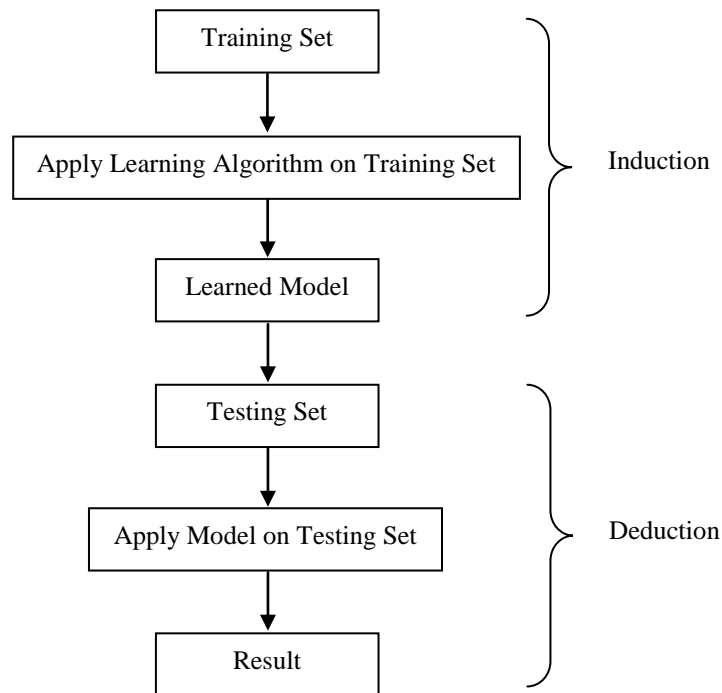 Training Set
Apply Learning Algorithm on Training Set
Induction
Learned Model
Testing Set
Apply Model on Testing Set
Deduction
Result